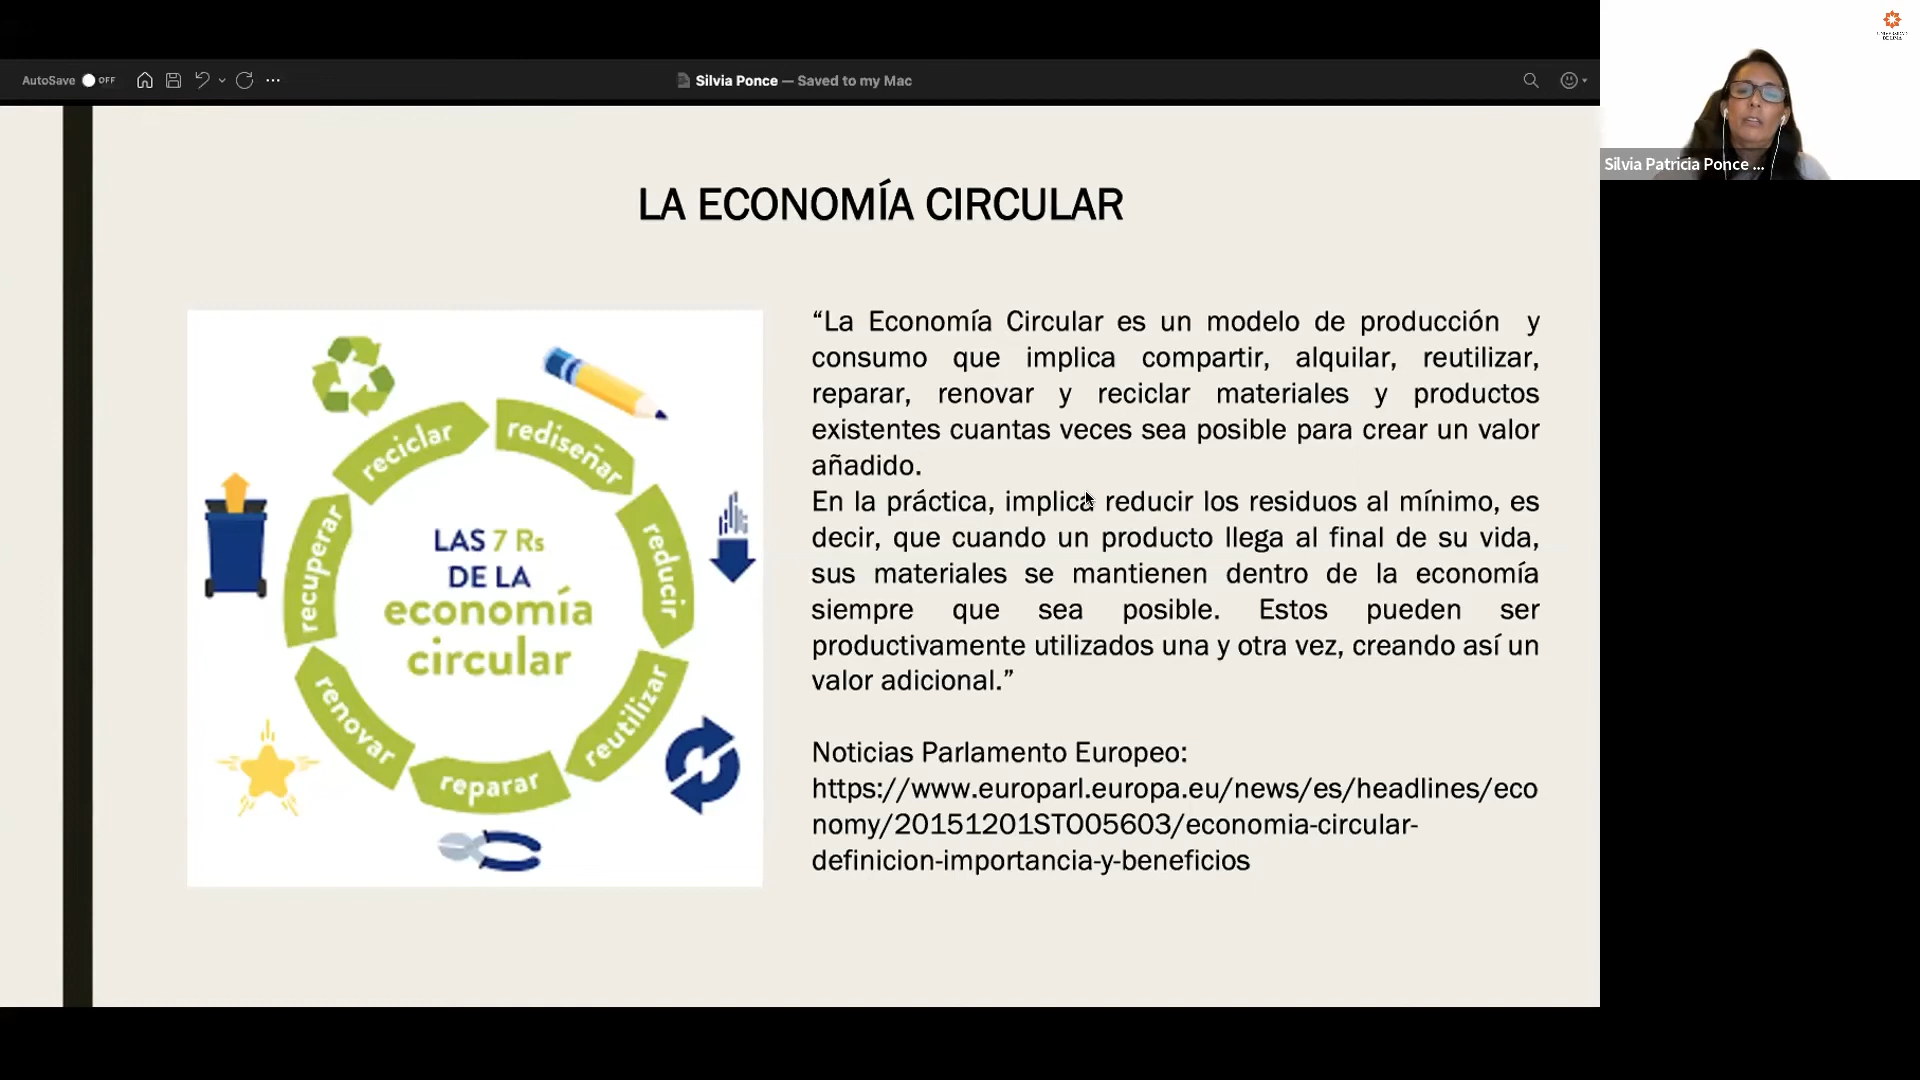 AutoSave OFF
Silvia Ponce — Saved to my Mac
Silvia Patricia Ponce ...
LA ECONOMÍA CIRCULAR
reciclar
rediseñar
reducir
reutilizar
reparar
renovar
recuperar
LAS 7 Rs
DE LA
economía
circular
“La Economía Circular es un modelo de producción y
consumo que implica compartir, alquilar, reutilizar,
reparar, renovar y reciclar materiales y productos
existentes cuantas veces sea posible para crear un valor
añadido.
En la práctica, implica reducir los residuos al mínimo, es
decir, que cuando un producto llega al final de su vida,
sus materiales se mantienen dentro de la economía
siempre que sea posible. Estos pueden ser
productivamente utilizados una y otra vez, creando así un
valor adicional.”
Noticias Parlamento Europeo:
https://www.europarl.europa.eu/news/es/headlines/eco
nomy/20151201STO05603/economia-circular-
definicion-importancia-y-beneficios